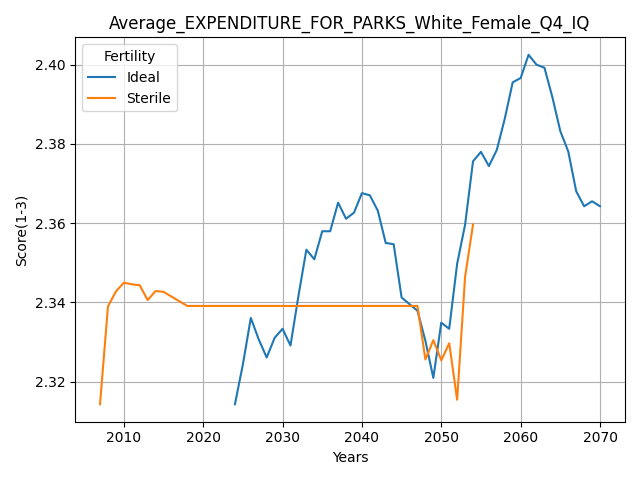 Average_EXPENDITURE_FOR_PARKS_White_Female_Q4_IQ
Fertility
Ideal
Sterile
2.40
2.38
2.36
2.34
2.32
Score(1-3)
2010 2020 2030 2040 2050 2060 2070
Years